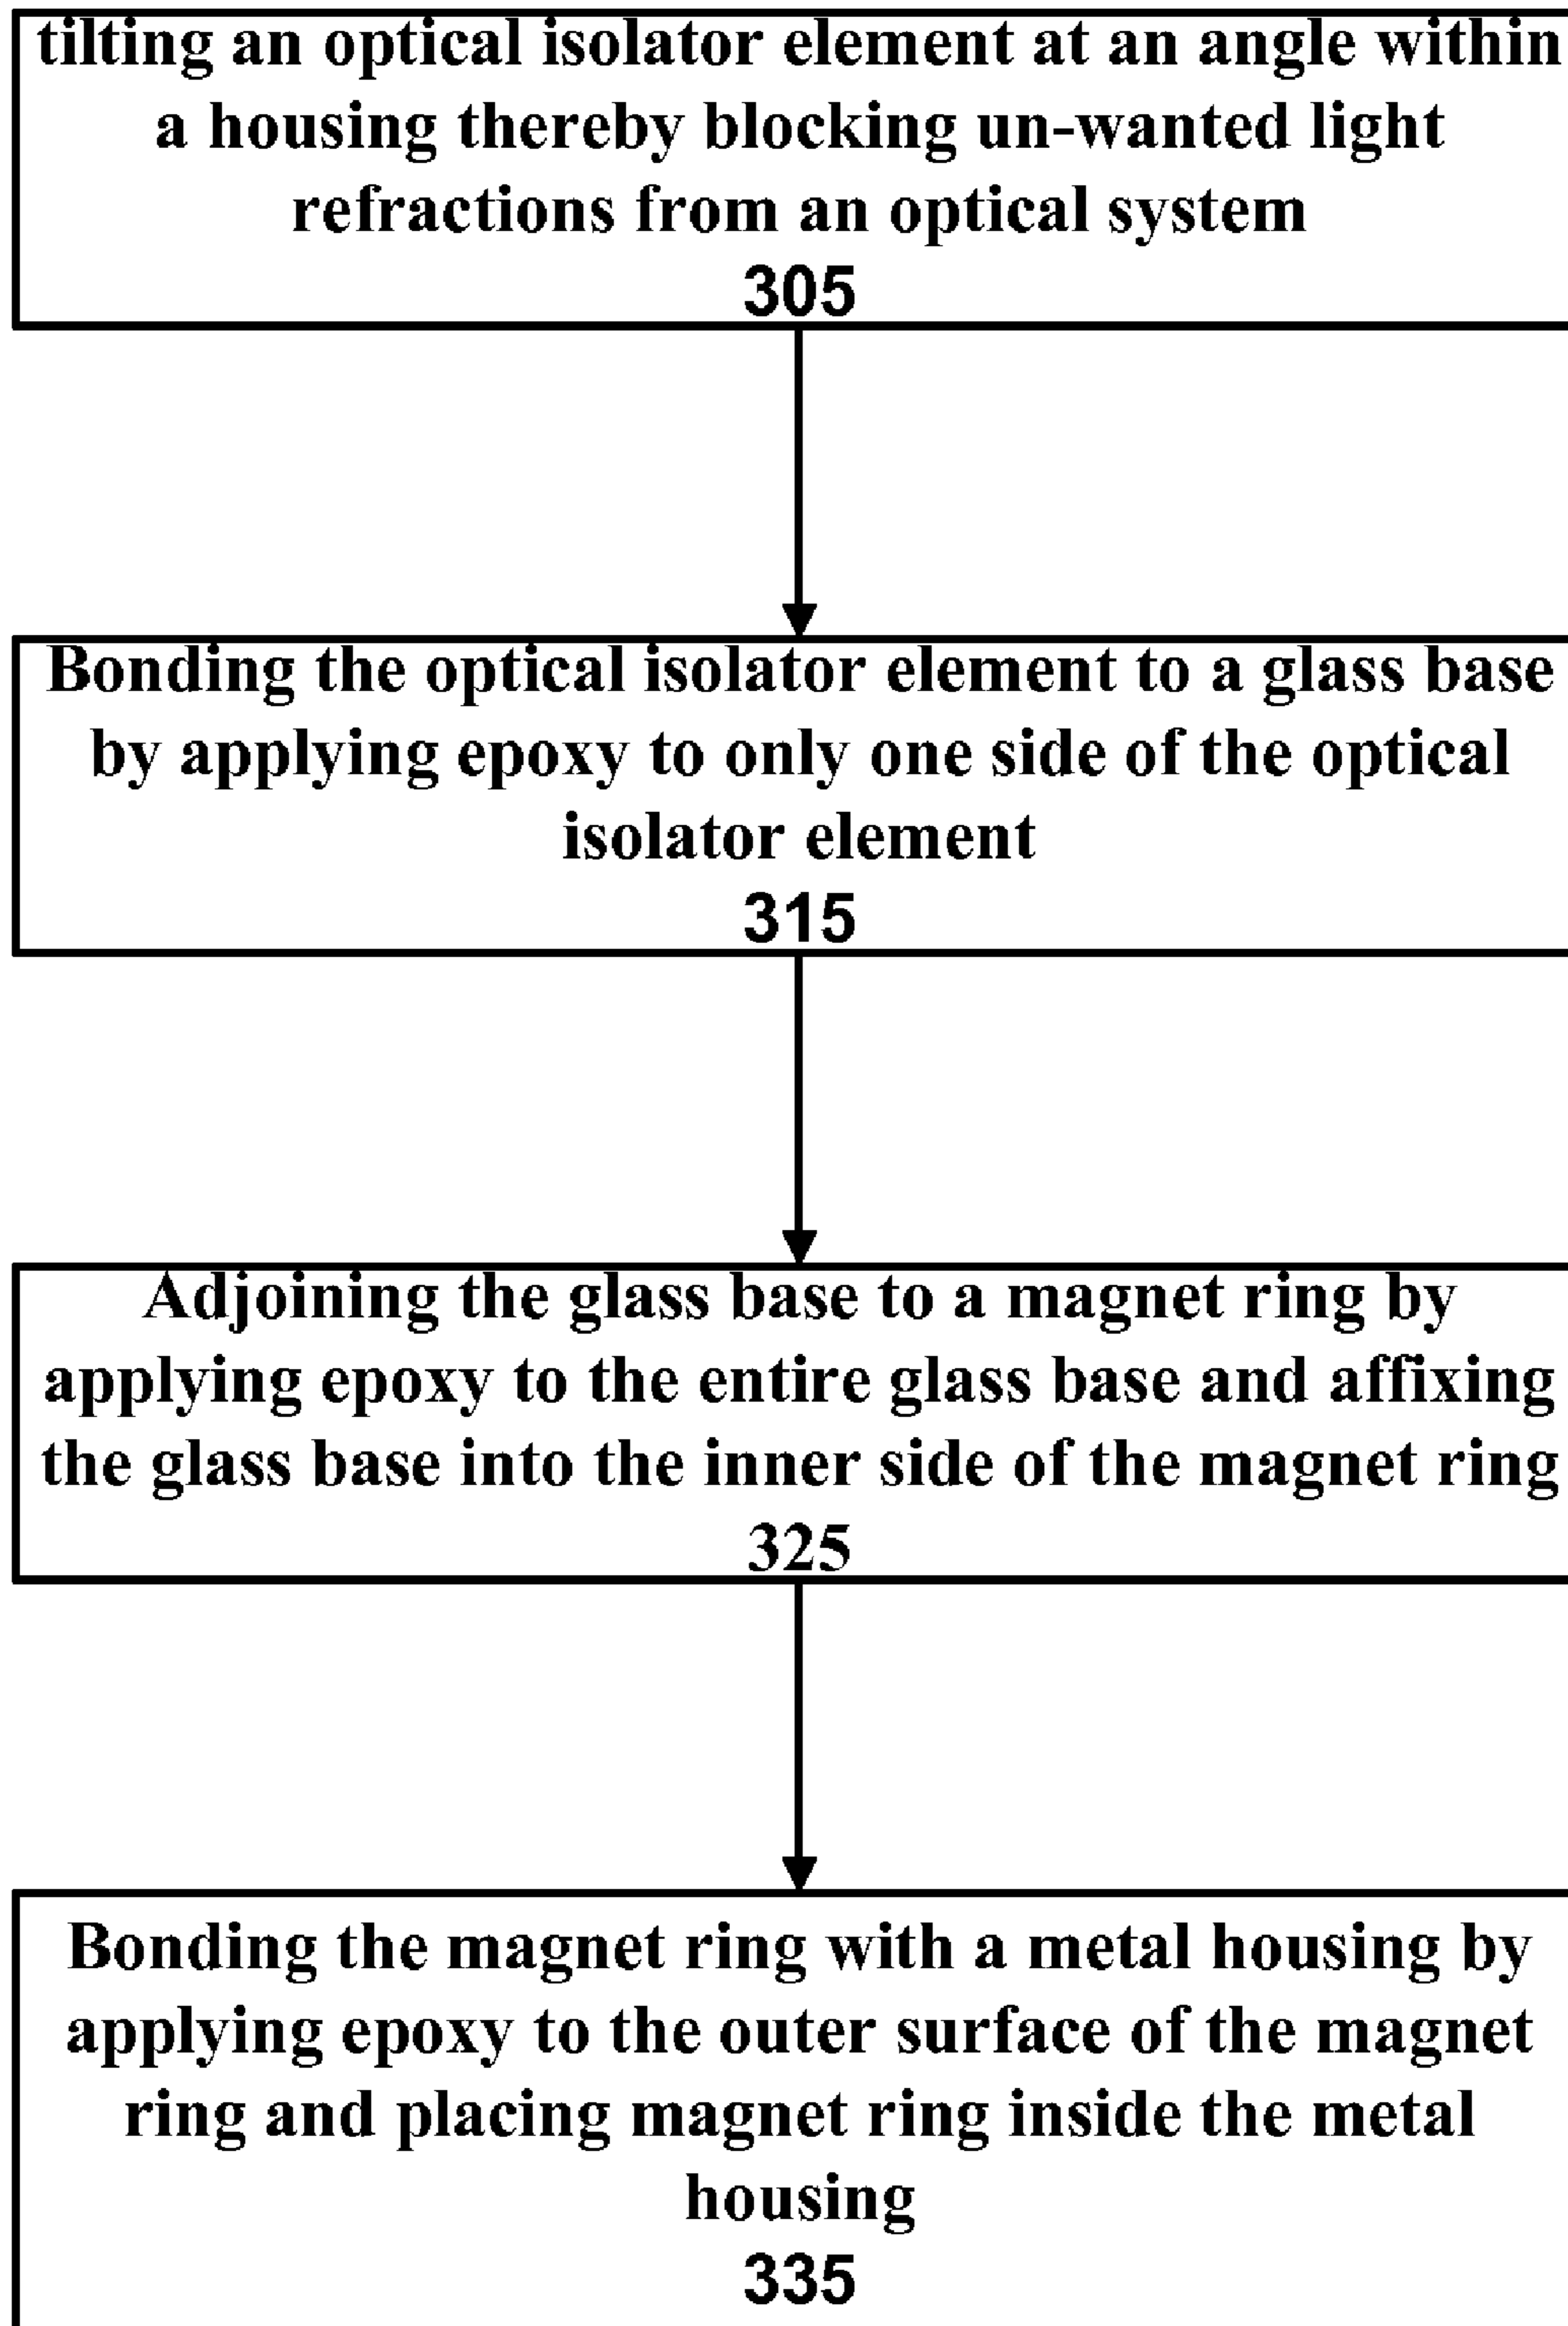 tilting an optical isolator element at an angle within
a housing thereby blocking un-wanted light
refractions from an optical system
305
Bonding the optical isolator element to a glass base
by applying epoxy to only one side of the optical
isolator element
315
Adjoining the glass base to a magnet ring by
applying epoxy to the entire glass base and affixing
the glass base into the inner side of the magnet ring
325
Bonding the magnet ring with a metal housing by
applying epoxy to the outer surface of the magnet
ring and placing magnet ring inside the metal
housing
335